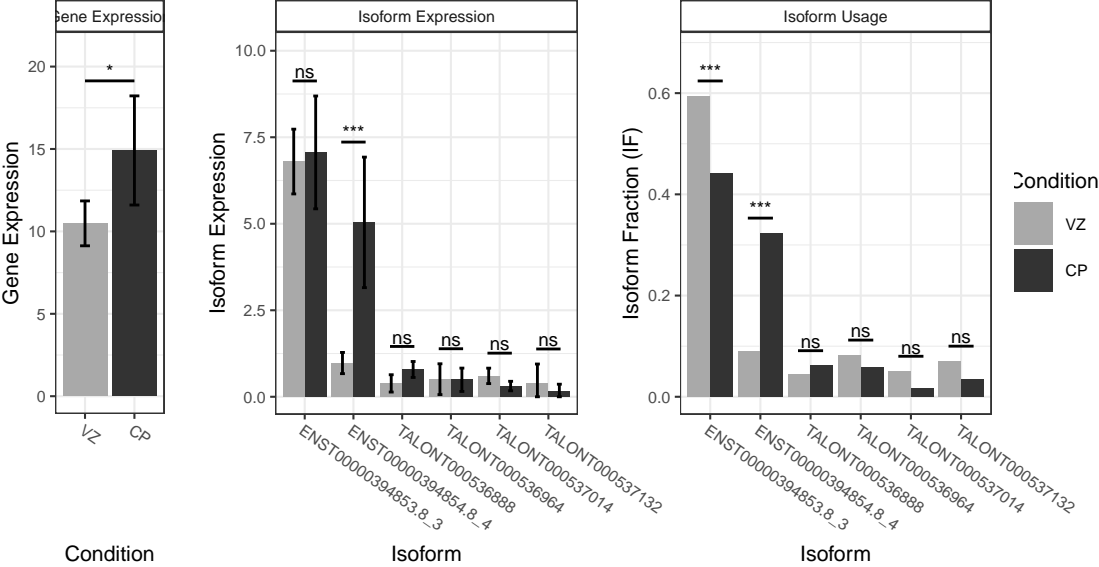 Gene Expression
Gene Expression
20
15
10
5
0
*
VZ
CP
Condition
Isoform Expression
Isoform Expression
10.0
7.5
5.0
2.5
0.0
ns
***
ns
ns
ns
ns
ENST00000394853.8_3
ENST00000394854.8_4
TALONT000536888
TALONT000536964
TALONT000537014
TALONT000537132
Isoform
Isoform Usage
Isoform Fraction (IF)
0.6
0.4
0.2
0.0
***
***
ns
ns
ns
ns
ENST00000394853.8_3
ENST00000394854.8_4
TALONT000536888
TALONT000536964
TALONT000537014
TALONT000537132
Isoform
Condition
VZ
CP